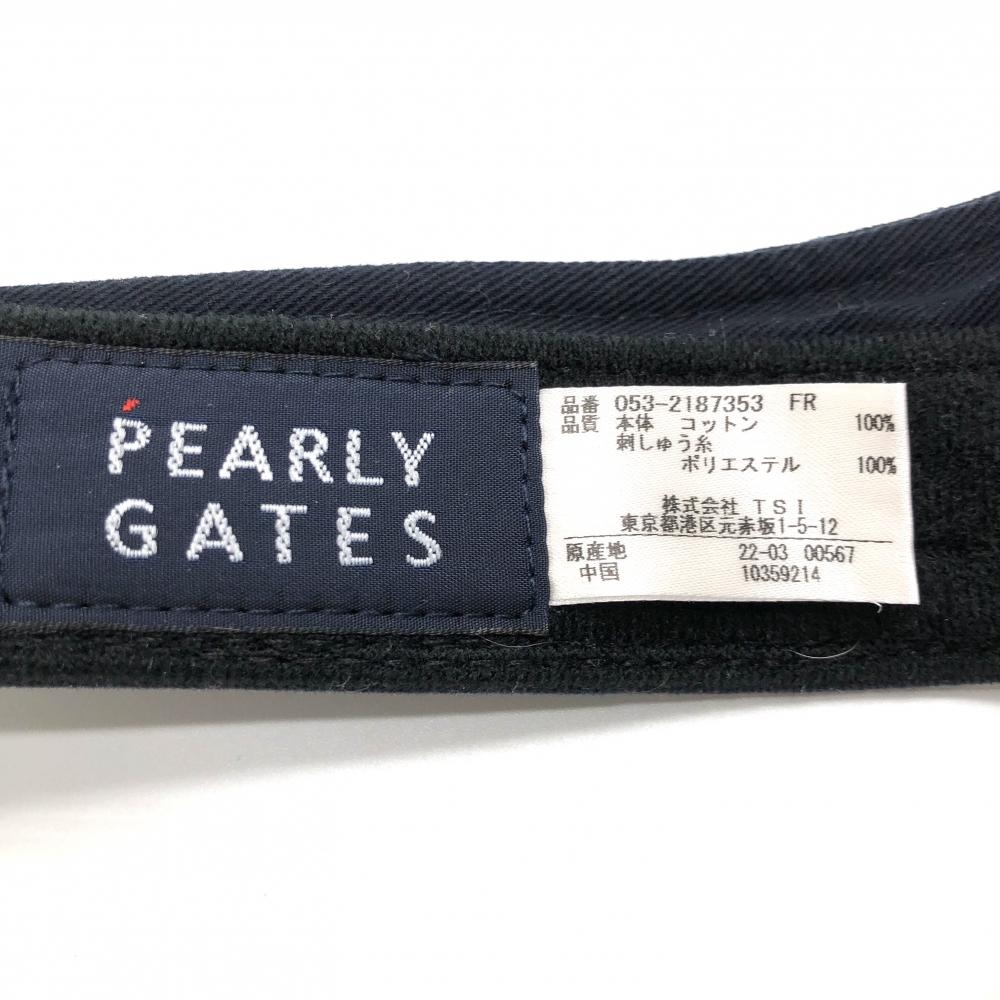 PEARLY
GATES
品番 053-2187353 FR
品質 本体 コットン 100%
刺しゅう糸
ポリエステル 100%
株式会社 TSI
東京都港区元赤坂1-5-12
原産地 22-03 00567
中国 10359214